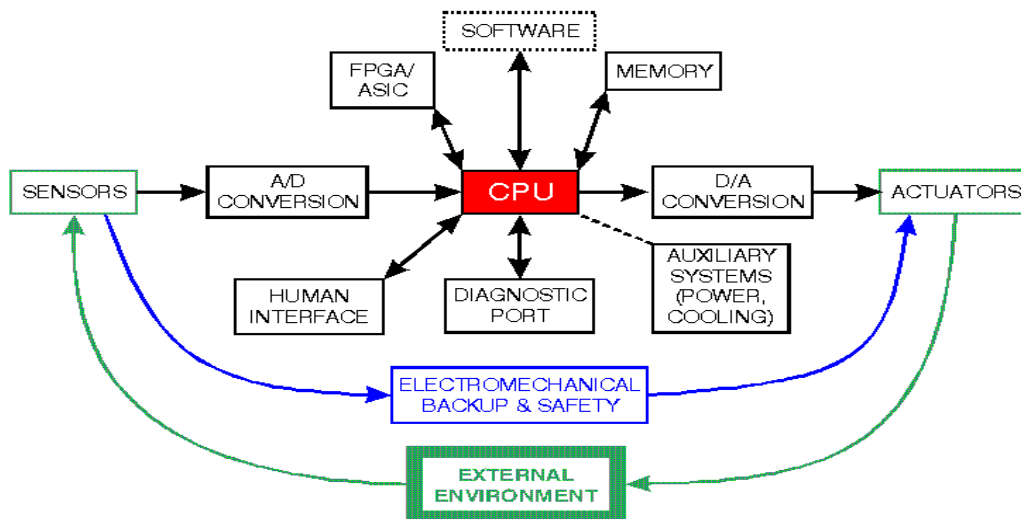 SOFTWARE
FPGA/
ASIC
MEMORY
SENSORS
A/D
CONVERSION
CPU
D/A
CONVERSION
ACTUATORS
HUMAN
INTERFACE
DIAGNOSTIC
PORT
AUXILIARY
SYSTEMS
(POWER,
COOLING)
ELECTROMECHANICAL
BACKUP & SAFETY
EXTERNAL
ENVIRONMENT